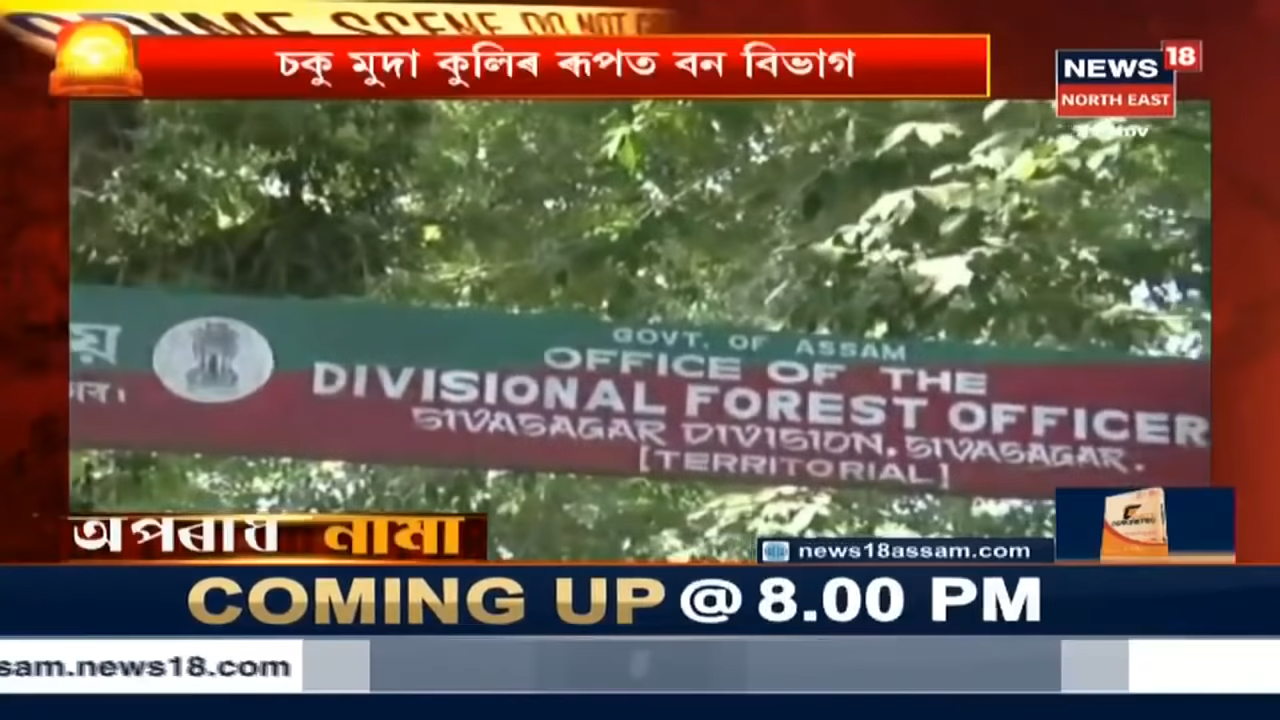 চকু মুদা কুলিৰ ৰূপত বন বিভাগ
NEWS 18
NORTH EAST
GOVT. OF ASSAM
OFFICE OF THE
DIVISIONAL FOREST OFFICER
SIVASAGAR DIVISION. SIVASAGAR.
[TERRITORIAL]
অপৰাধ নামা
news18assam.com
COMING UP @ 8.00 PM
sam.news18.com